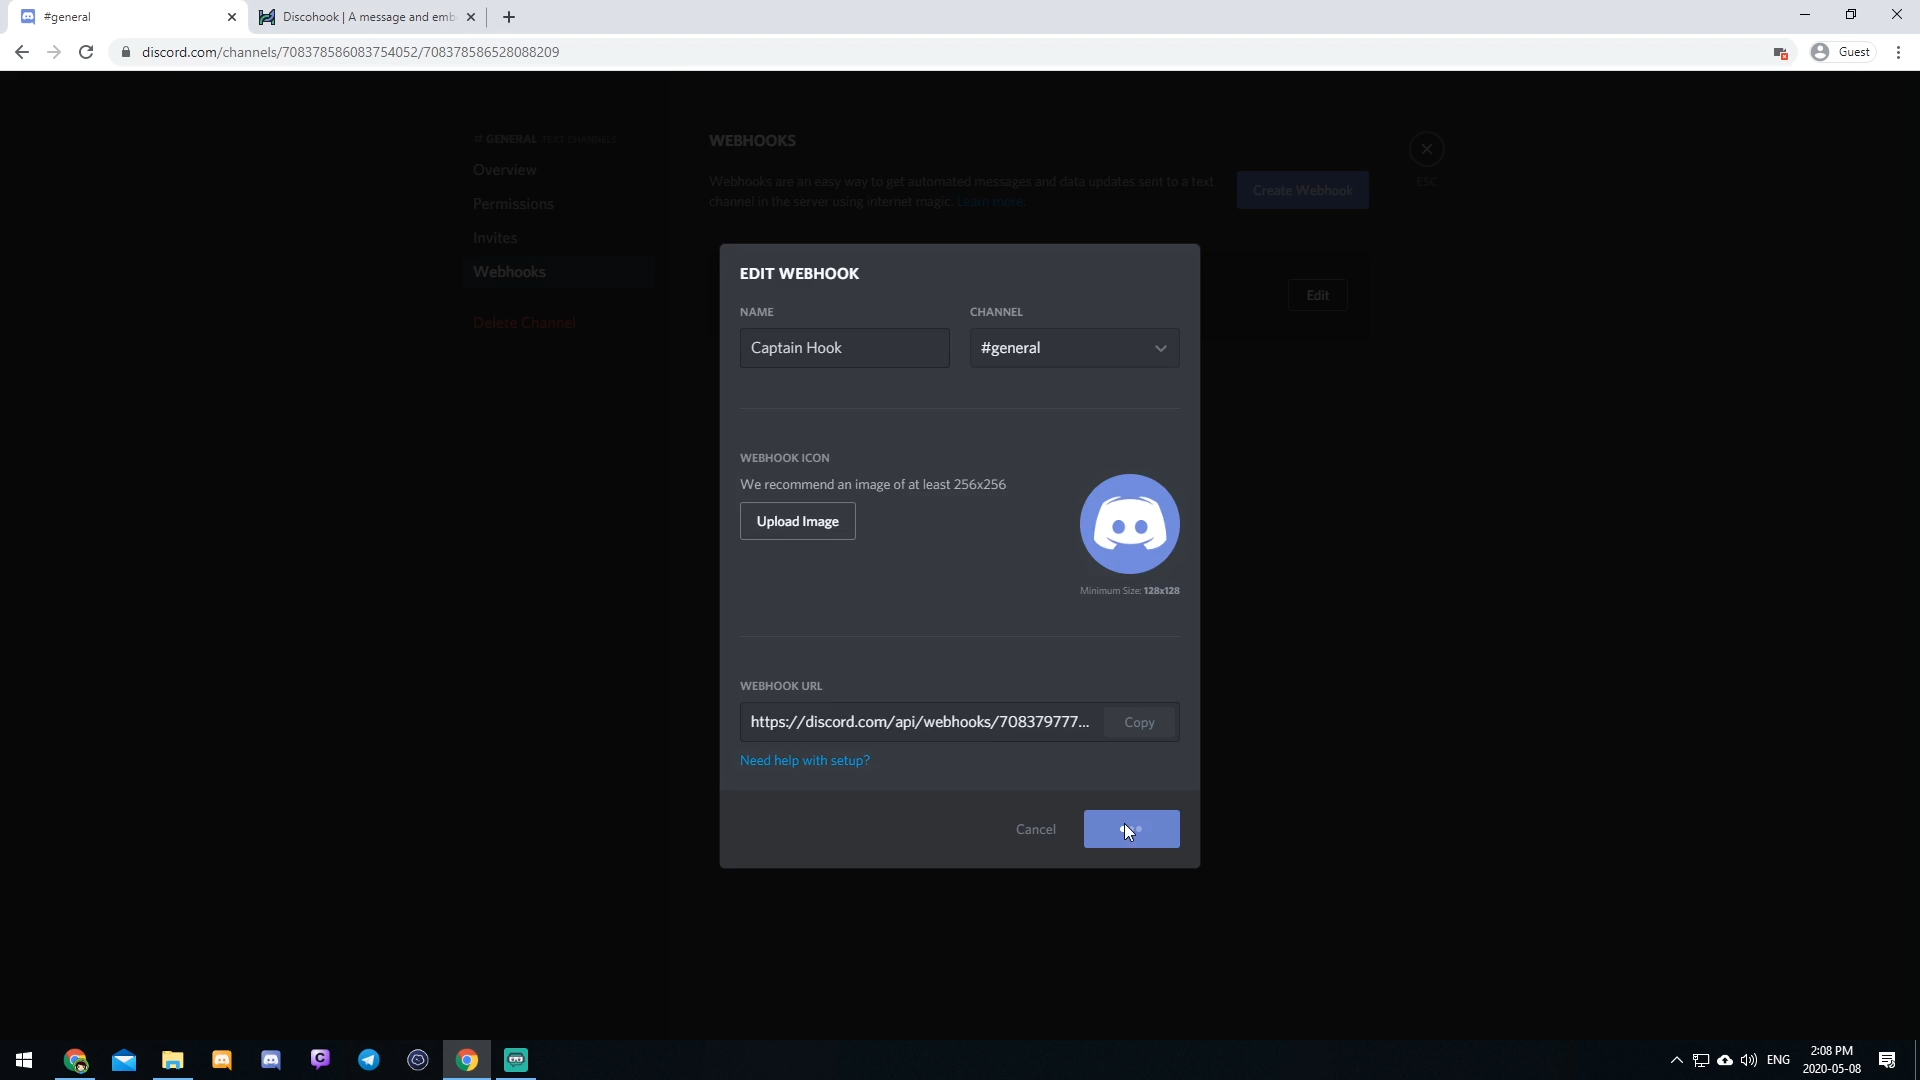 #general
Discohook | A message and emb
discord.com/channels/708378586083754052/708378586528088209
Guest
# GENERAL TEXT CHANNELS
Overview
Permissions
Invites
Webhooks
Delete Channel
WEBHOOKS
Webhooks are an easy way to get automated messages and data updates sent to a text
channel in the server using internet magic. Learn more.
Create Webhook
ESC
Edit
EDIT WEBHOOK
NAME
CHANNEL
Captain Hook
#general
WEBHOOK ICON
We recommend an image of at least 256x256
Upload Image
Minimum Size: 128x128
WEBHOOK URL
https://discord.com/api/webhooks/708379777...
Copy
Need help with setup?
Cancel
ENG
2:08 PM
2020-05-08